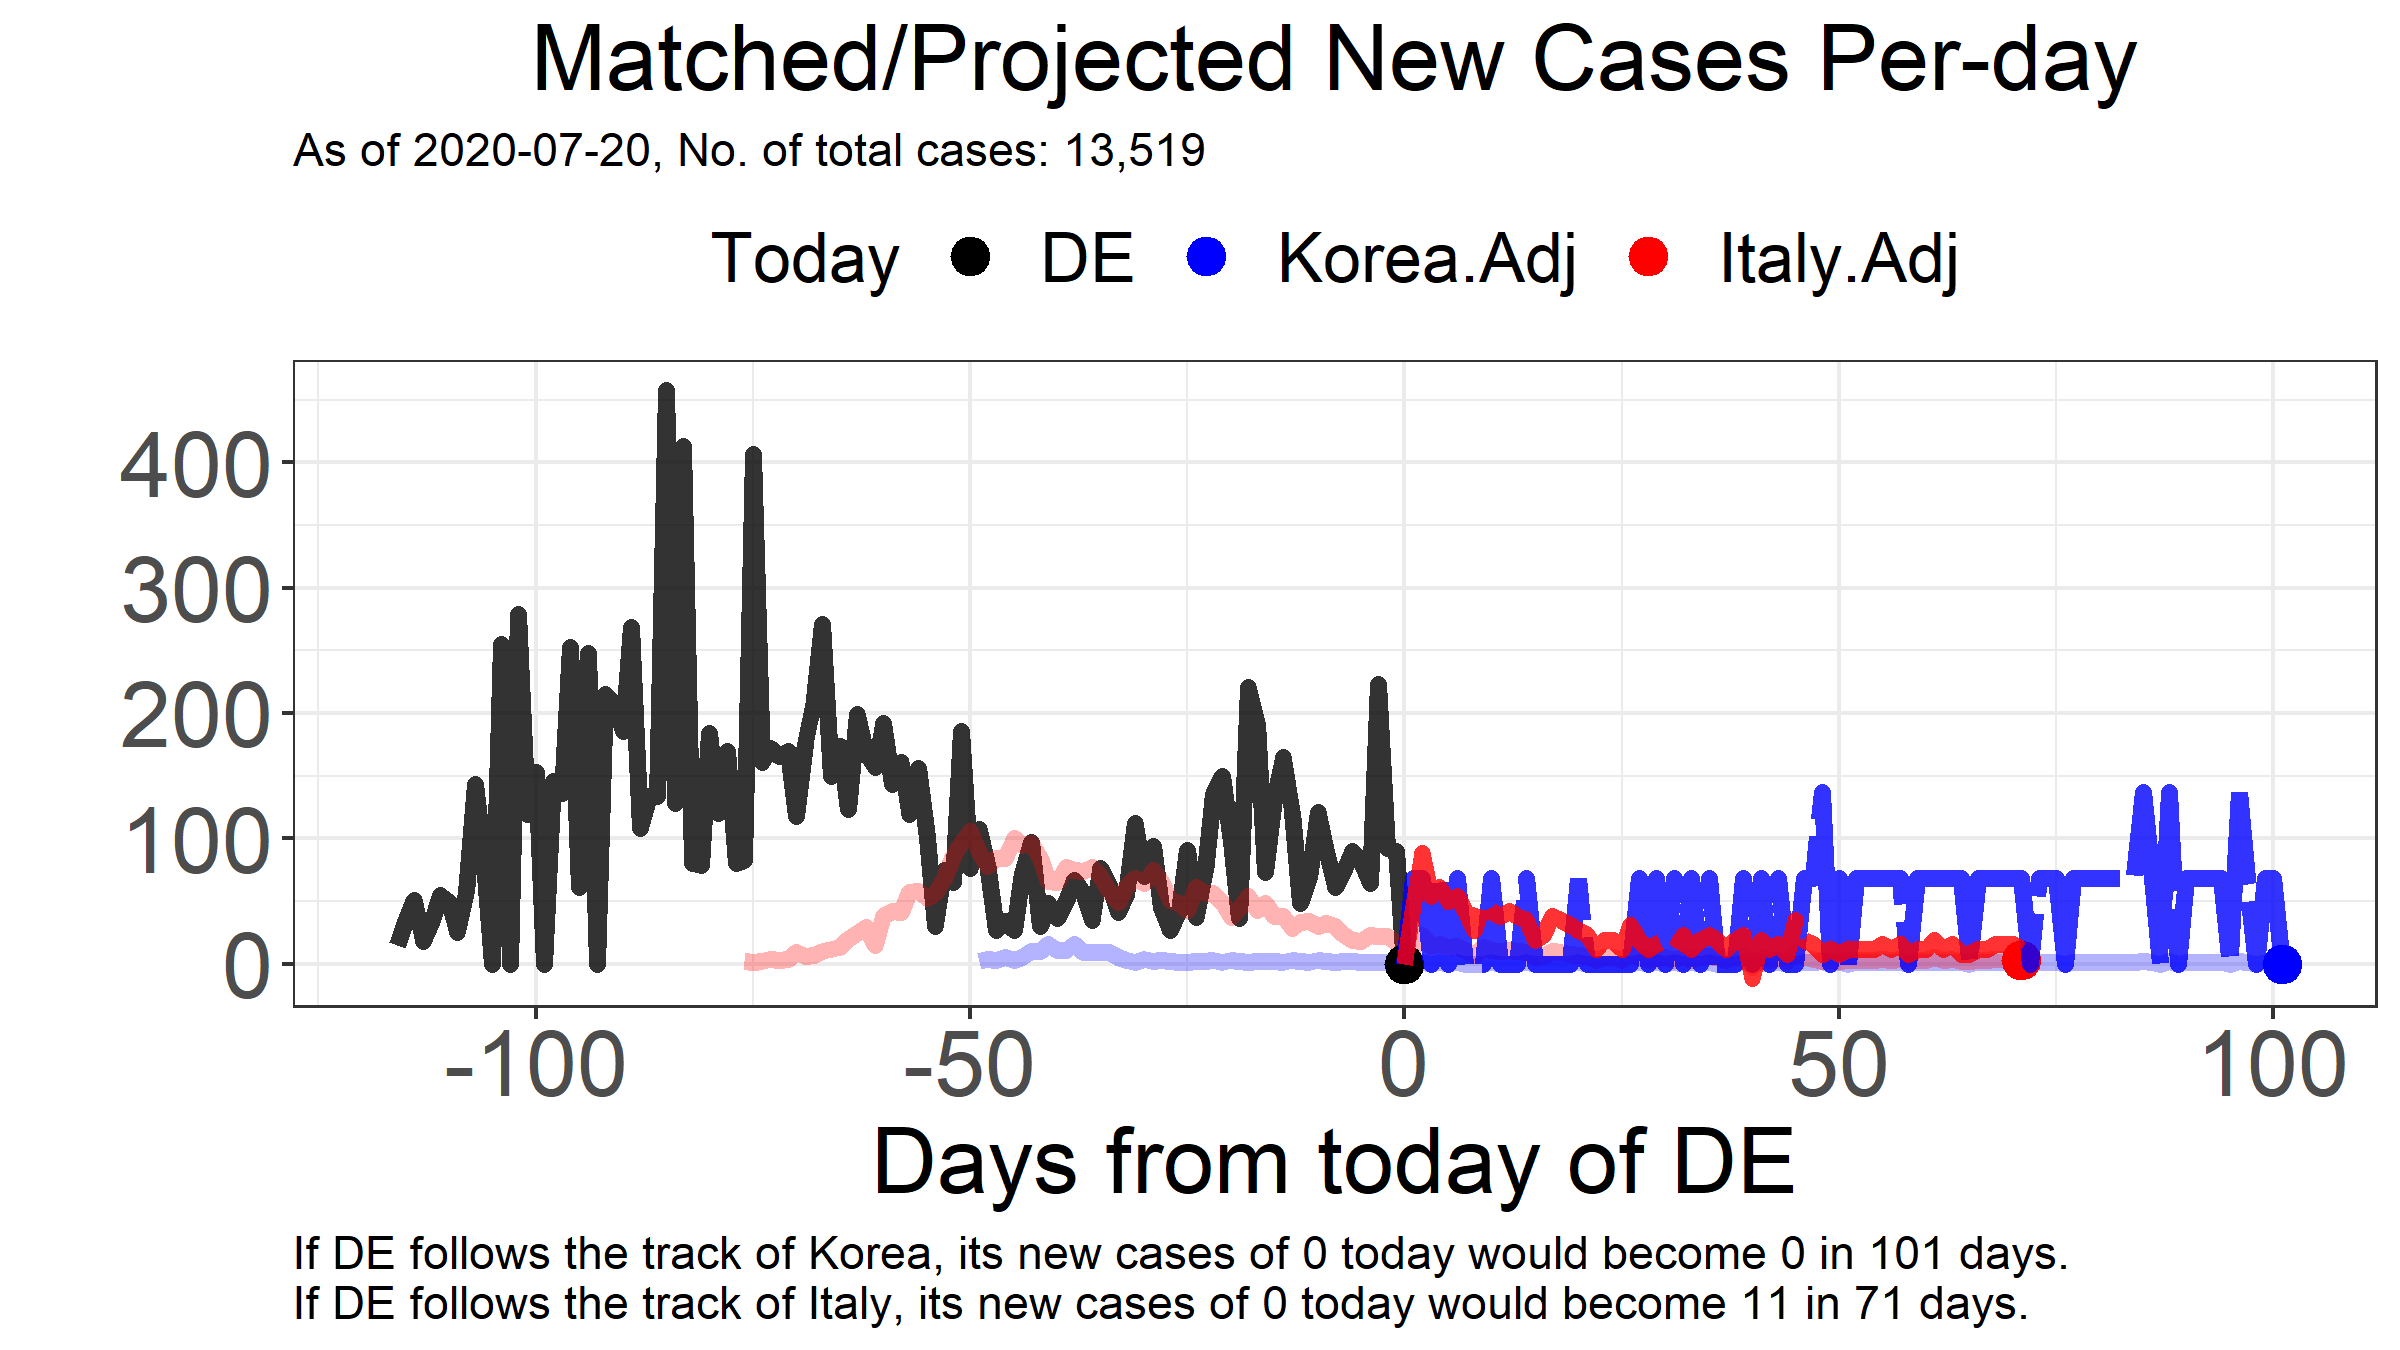 Matched/Projected New Cases Per-day
As of 2020-07-20, No. of total cases: 13,519
Today DE Korea.Adj Italy.Adj
400
300
200
100
0
-100 -50 0 50 100
Days from today of DE
If DE follows the track of Korea, its new cases of 0 today would become 0 in 101 days.
If DE follows the track of Italy, its new cases of 0 today would become 11 in 71 days.